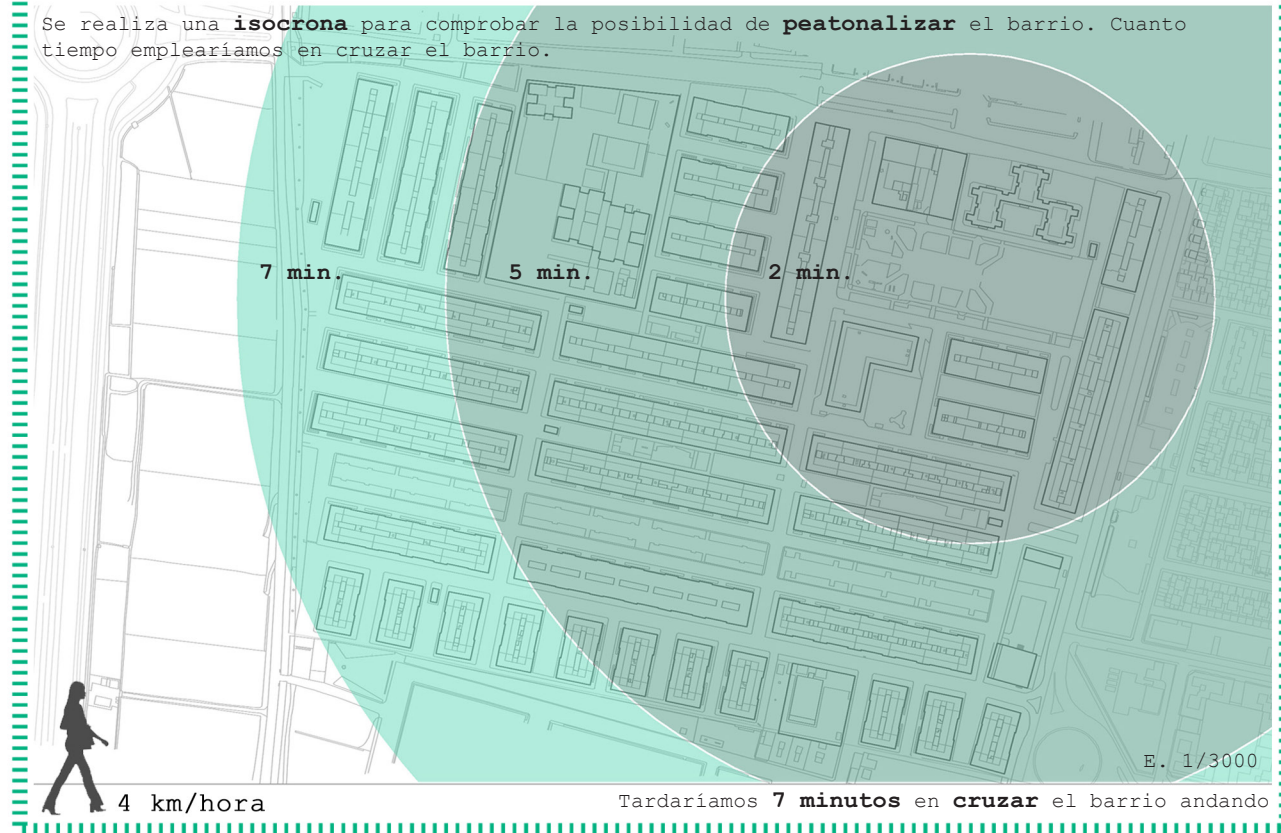 Se realiza una isocrona para comprobar la posibilidad de peatonalizar el barrio. Cuanto
tiempo emplearíamos en cruzar el barrio.
7 min.
5 min.
2 min.
E. 1/3000
4 km/hora
Tardaríamos 7 minutos en cruzar el barrio andando